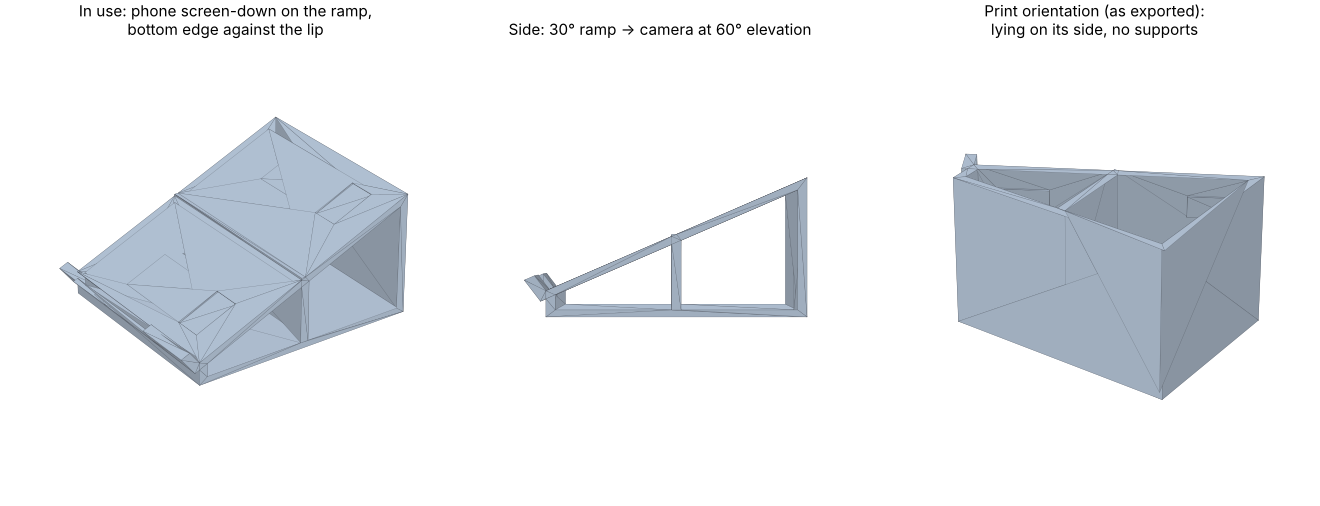 In use: phone screen-down on the ramp,
bottom edge against the lip
Side: 30° ramp → camera at 60° elevation
Print orientation (as exported):
lying on its side, no supports